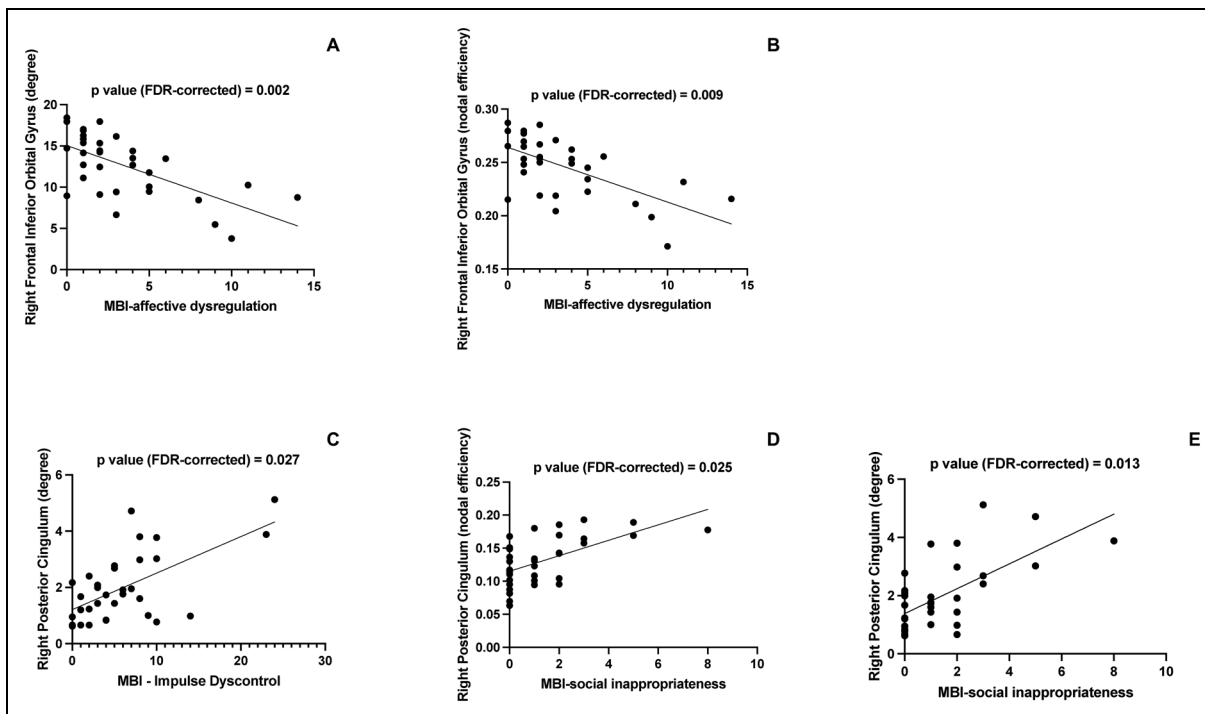 A
p value (FDR-corrected) = 0.002
Right Frontal Inferior Orbital Gyrus (degree)
20
15
10
5
0
0 5 10 15
MBI-affective dysregulation
B
p value (FDR-corrected) = 0.009
Right Frontal Inferior Orbital Gyrus (nodal efficiency)
0.30
0.25
0.20
0.15
0 5 10 15
MBI-affective dysregulation
C
p value (FDR-corrected) = 0.027
Right Posterior Cingulum (degree)
6
4
2
0
0 10 20 30
MBI - Impulse Dyscontrol
D
p value (FDR-corrected) = 0.025
Right Posterior Cingulum (nodal efficiency)
0.25
0.20
0.15
0.10
0.05
0.00
0 2 4 6 8 10
MBI-social inappropriateness
E
p value (FDR-corrected) = 0.013
Right Posterior Cingulum (degree)
6
4
2
0
0 2 4 6 8 10
MBI-social inappropriateness